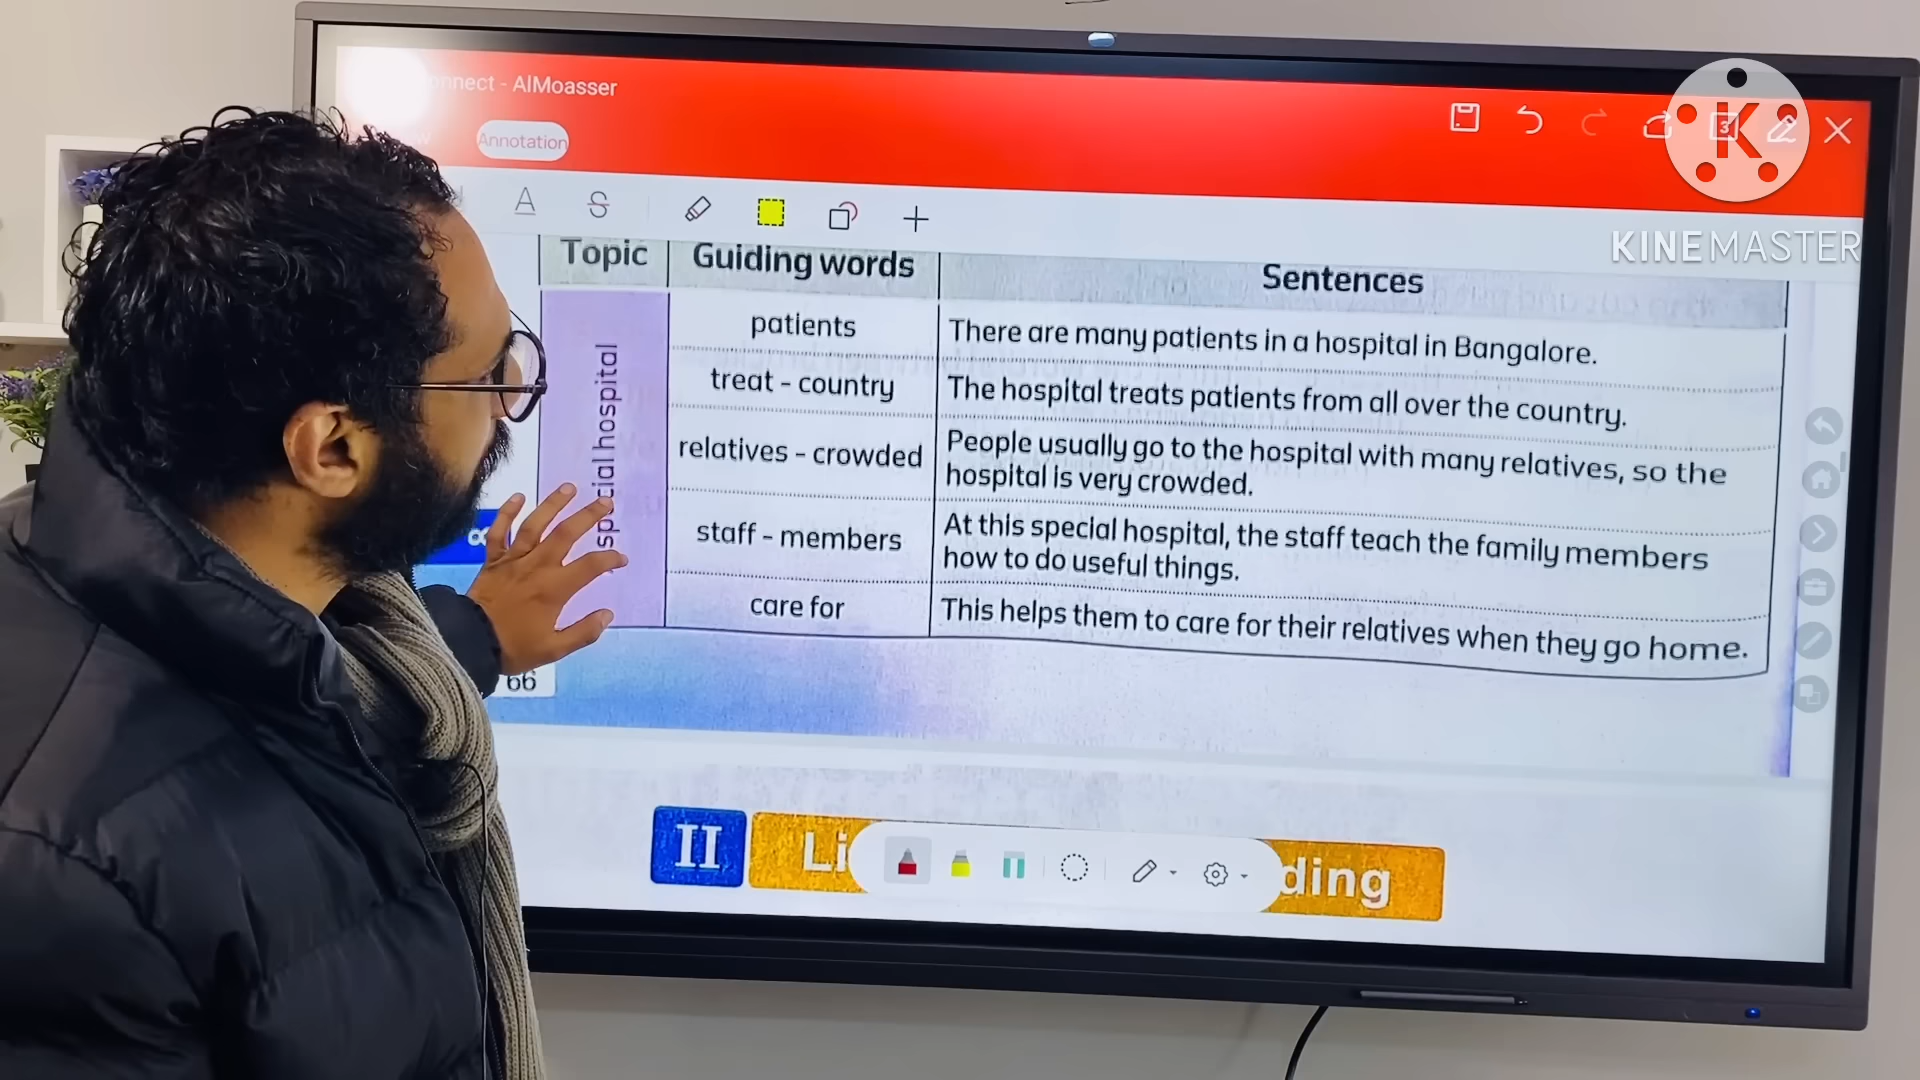 onnect - AlMoasser
Annotation
3
K
KINEMASTER
A S
Topic Guiding words Sentences
special hospital
patients There are many patients in a hospital in Bangalore.
treat - country The hospital treats patients from all over the country.
relatives - crowded People usually go to the hospital with many relatives, so the
hospital is very crowded.
staff - members At this special hospital, the staff teach the family members
how to do useful things.
care for This helps them to care for their relatives when they go home.
66
II Li ding